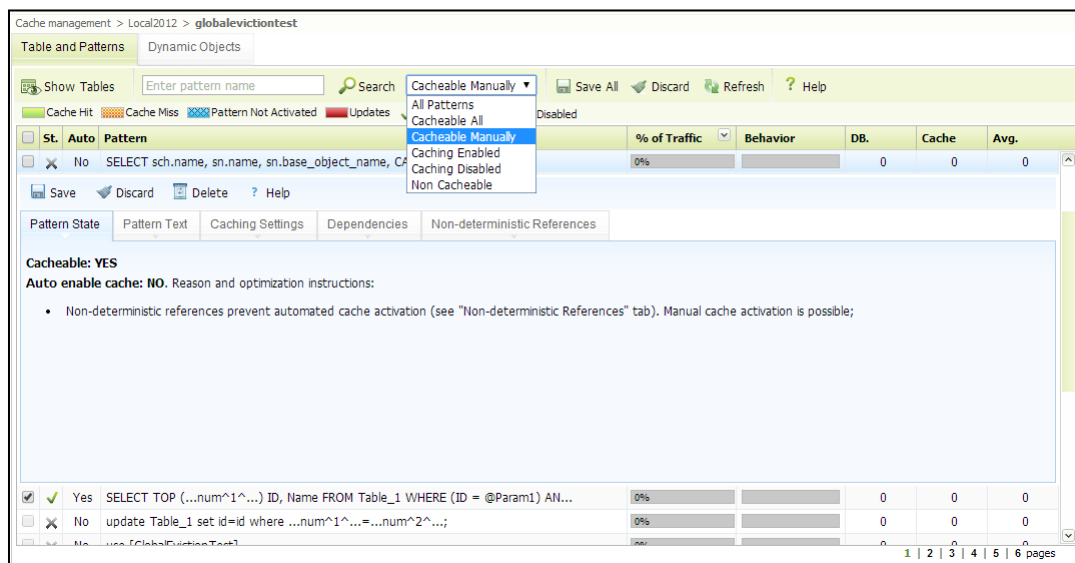 Cache management > Local2012 > globalevictiontest
Table and Patterns Dynamic Objects
Show Tables Enter pattern name Search Cacheable Manually ▼ Save All Discard Refresh ? Help
All Patterns
Cacheable All
Cacheable Manually
Caching Enabled
Caching Disabled
Non Cacheable
Cache Hit Cache Miss Pattern Not Activated Updates Disabled
St. Auto Pattern % of Traffic Behavior DB. Cache Avg.
No SELECT sch.name, sn.name, sn.base_object_name, CA 0% 0 0 0
Save Discard Delete ? Help
Pattern State Pattern Text Caching Settings Dependencies Non-deterministic References
Cacheable: YES
Auto enable cache: NO. Reason and optimization instructions:
• Non-deterministic references prevent automated cache activation (see "Non-deterministic References" tab). Manual cache activation is possible;
Yes SELECT TOP (...num^1^...) ID, Name FROM Table_1 WHERE (ID = @Param1) AN... 0% 0 0 0
No update Table_1 set id=id where ...num^1^...=...num^2^...; 0% 0 0 0
No use [GlobalEvictionTest] 0% 0 0 0
1 | 2 | 3 | 4 | 5 | 6 pages